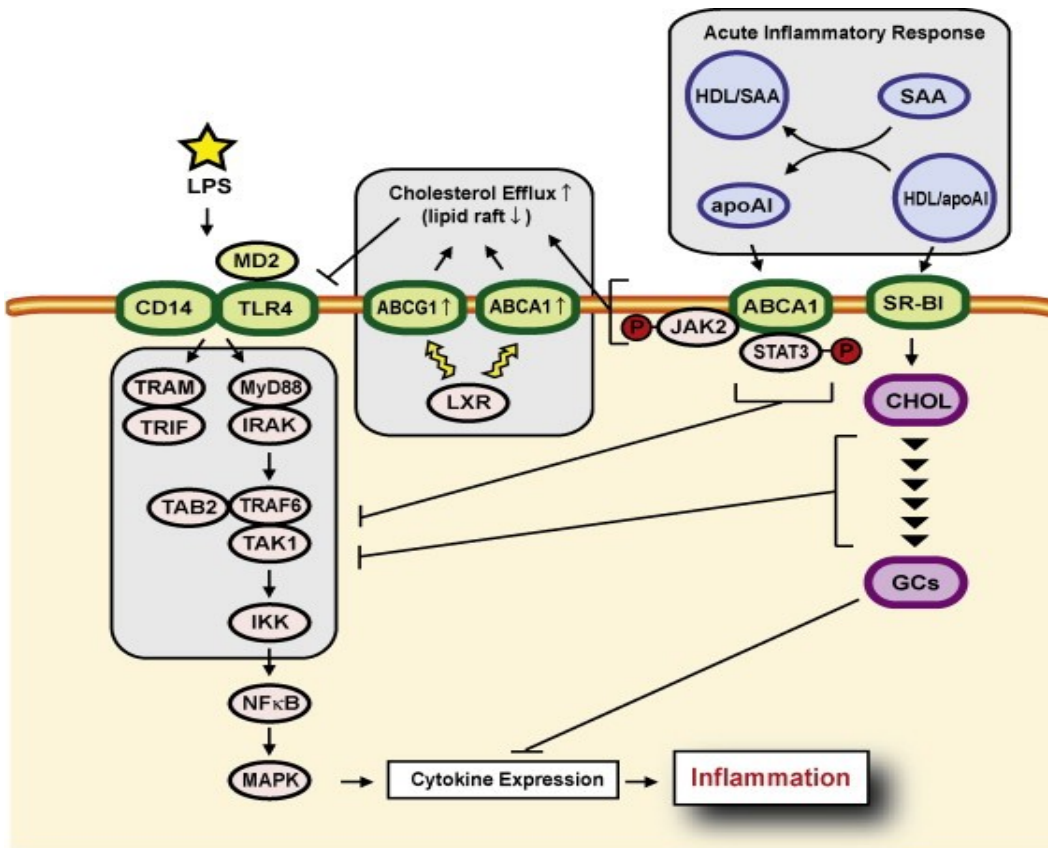 Acute Inflammatory Response
HDL/SAA
SAA
apoAI
HDL/apoAI
LPS
Cholesterol Efflux ↑
(lipid raft ↓)
MD2
CD14
TLR4
ABCG1 ↑
ABCA1 ↑
P
JAK2
ABCA1
STAT3
P
SR-BI
TRAM
TRIF
MyD88
IRAK
LXR
CHOL
TAB2
TRAF6
TAK1
IKK
GCs
NFκB
MAPK
Cytokine Expression
Inflammation